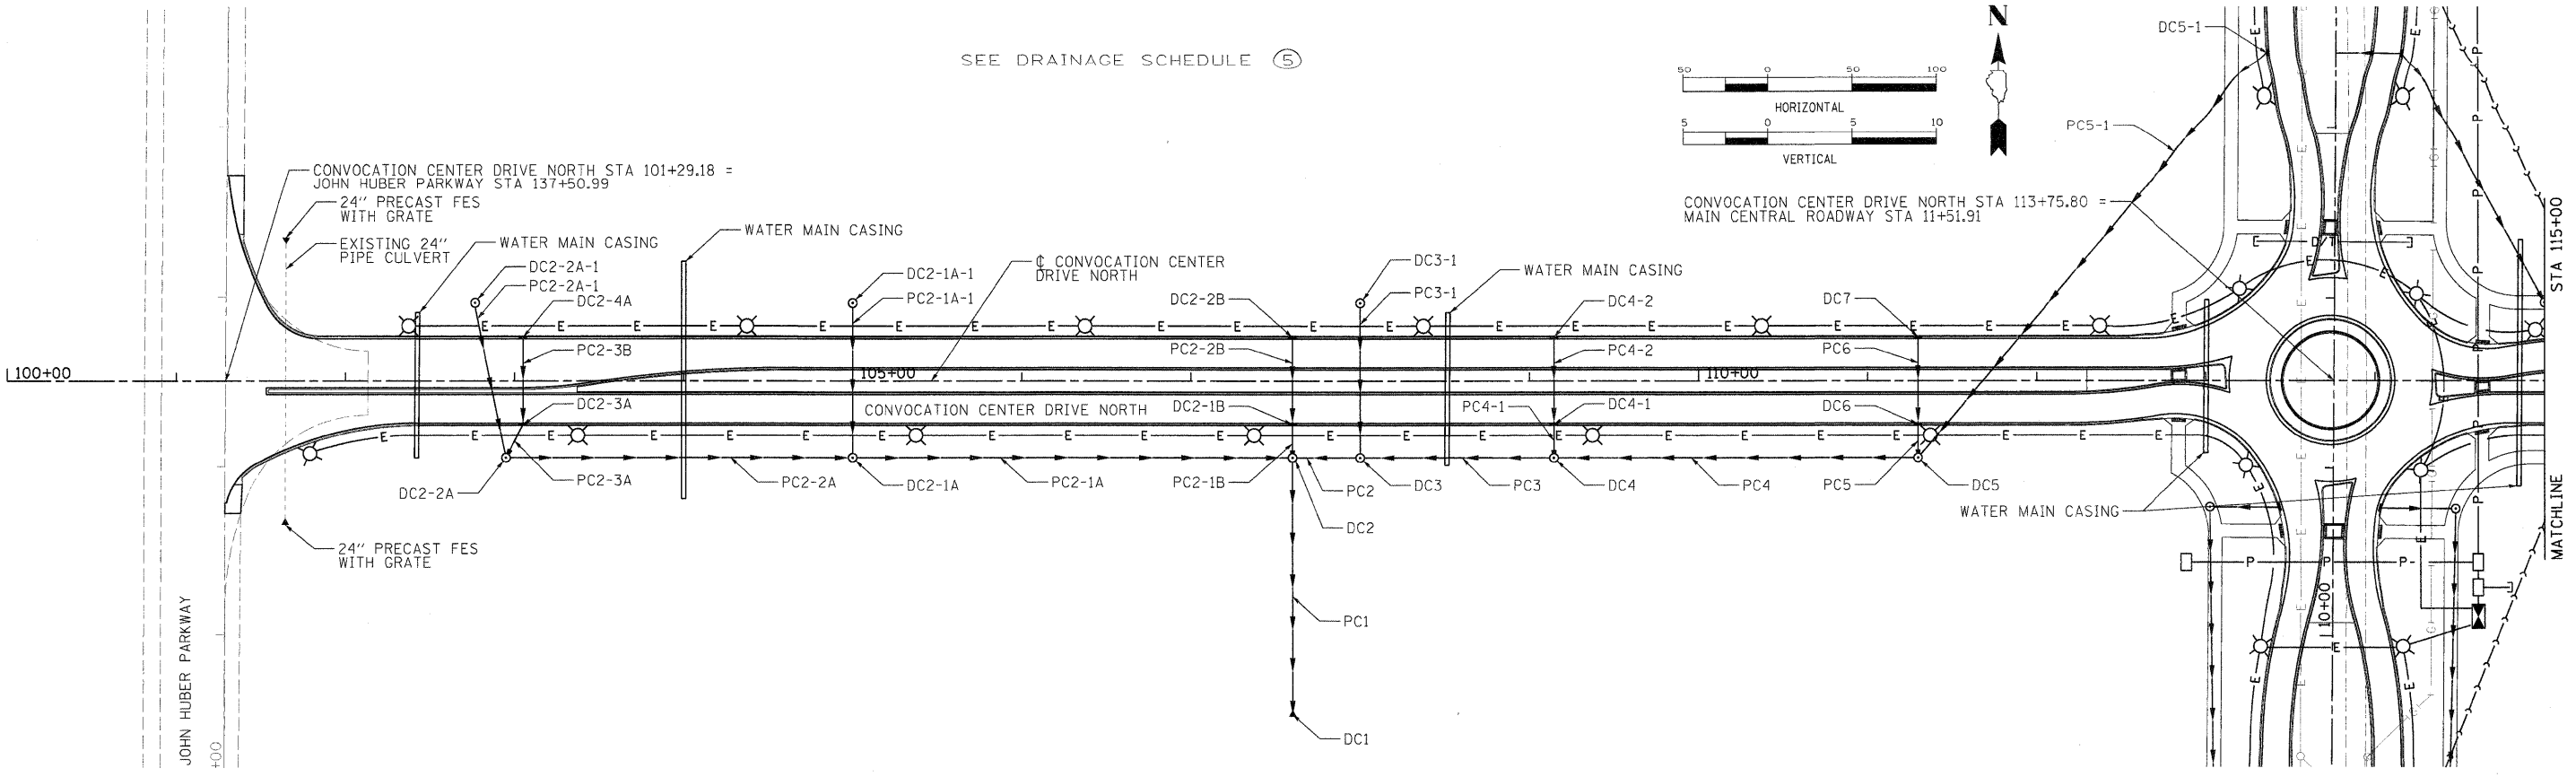 SEE DRAINAGE SCHEDULE 5
N
50 0 50 100
HORIZONTAL
5 0 5 10
VERTICAL
DC5-1
PC5-1
CONVOCATION CENTER DRIVE NORTH STA 101+29.18 =
JOHN HUBER PARKWAY STA 137+50.99
24" PRECAST FES
WITH GRATE
EXISTING 24"
PIPE CULVERT
WATER MAIN CASING
WATER MAIN CASING
CONVOCATION CENTER DRIVE NORTH STA 113+75.80 =
MAIN CENTRAL ROADWAY STA 11+51.91
STA 115+00
MATCHLINE
DC2-2A-1
PC2-2A-1
DC2-4A
DC2-1A-1
PC2-1A-1
℄ CONVOCATION CENTER
DRIVE NORTH
DC2-2B
DC3-1
PC3-1
WATER MAIN CASING
DC4-2
DC7
E E E E E E E E E E E E E E E E E E E
PC2-3B
PC2-2B
PC4-2
PC6
100+00
105+00
110+00
DC2-3A
CONVOCATION CENTER DRIVE NORTH
DC2-1B
PC4-1
DC4-1
DC6
E E E E E E E E E E E E E E E E E E E
DC2-2A
PC2-3A
PC2-2A
DC2-1A
PC2-1A
PC2-1B
PC2
DC3
PC3
DC4
PC4
PC5
DC5
DC2
WATER MAIN CASING
24" PRECAST FES
WITH GRATE
P P P
PC1
110+00
DC1
JOHN HUBER PARKWAY
+00